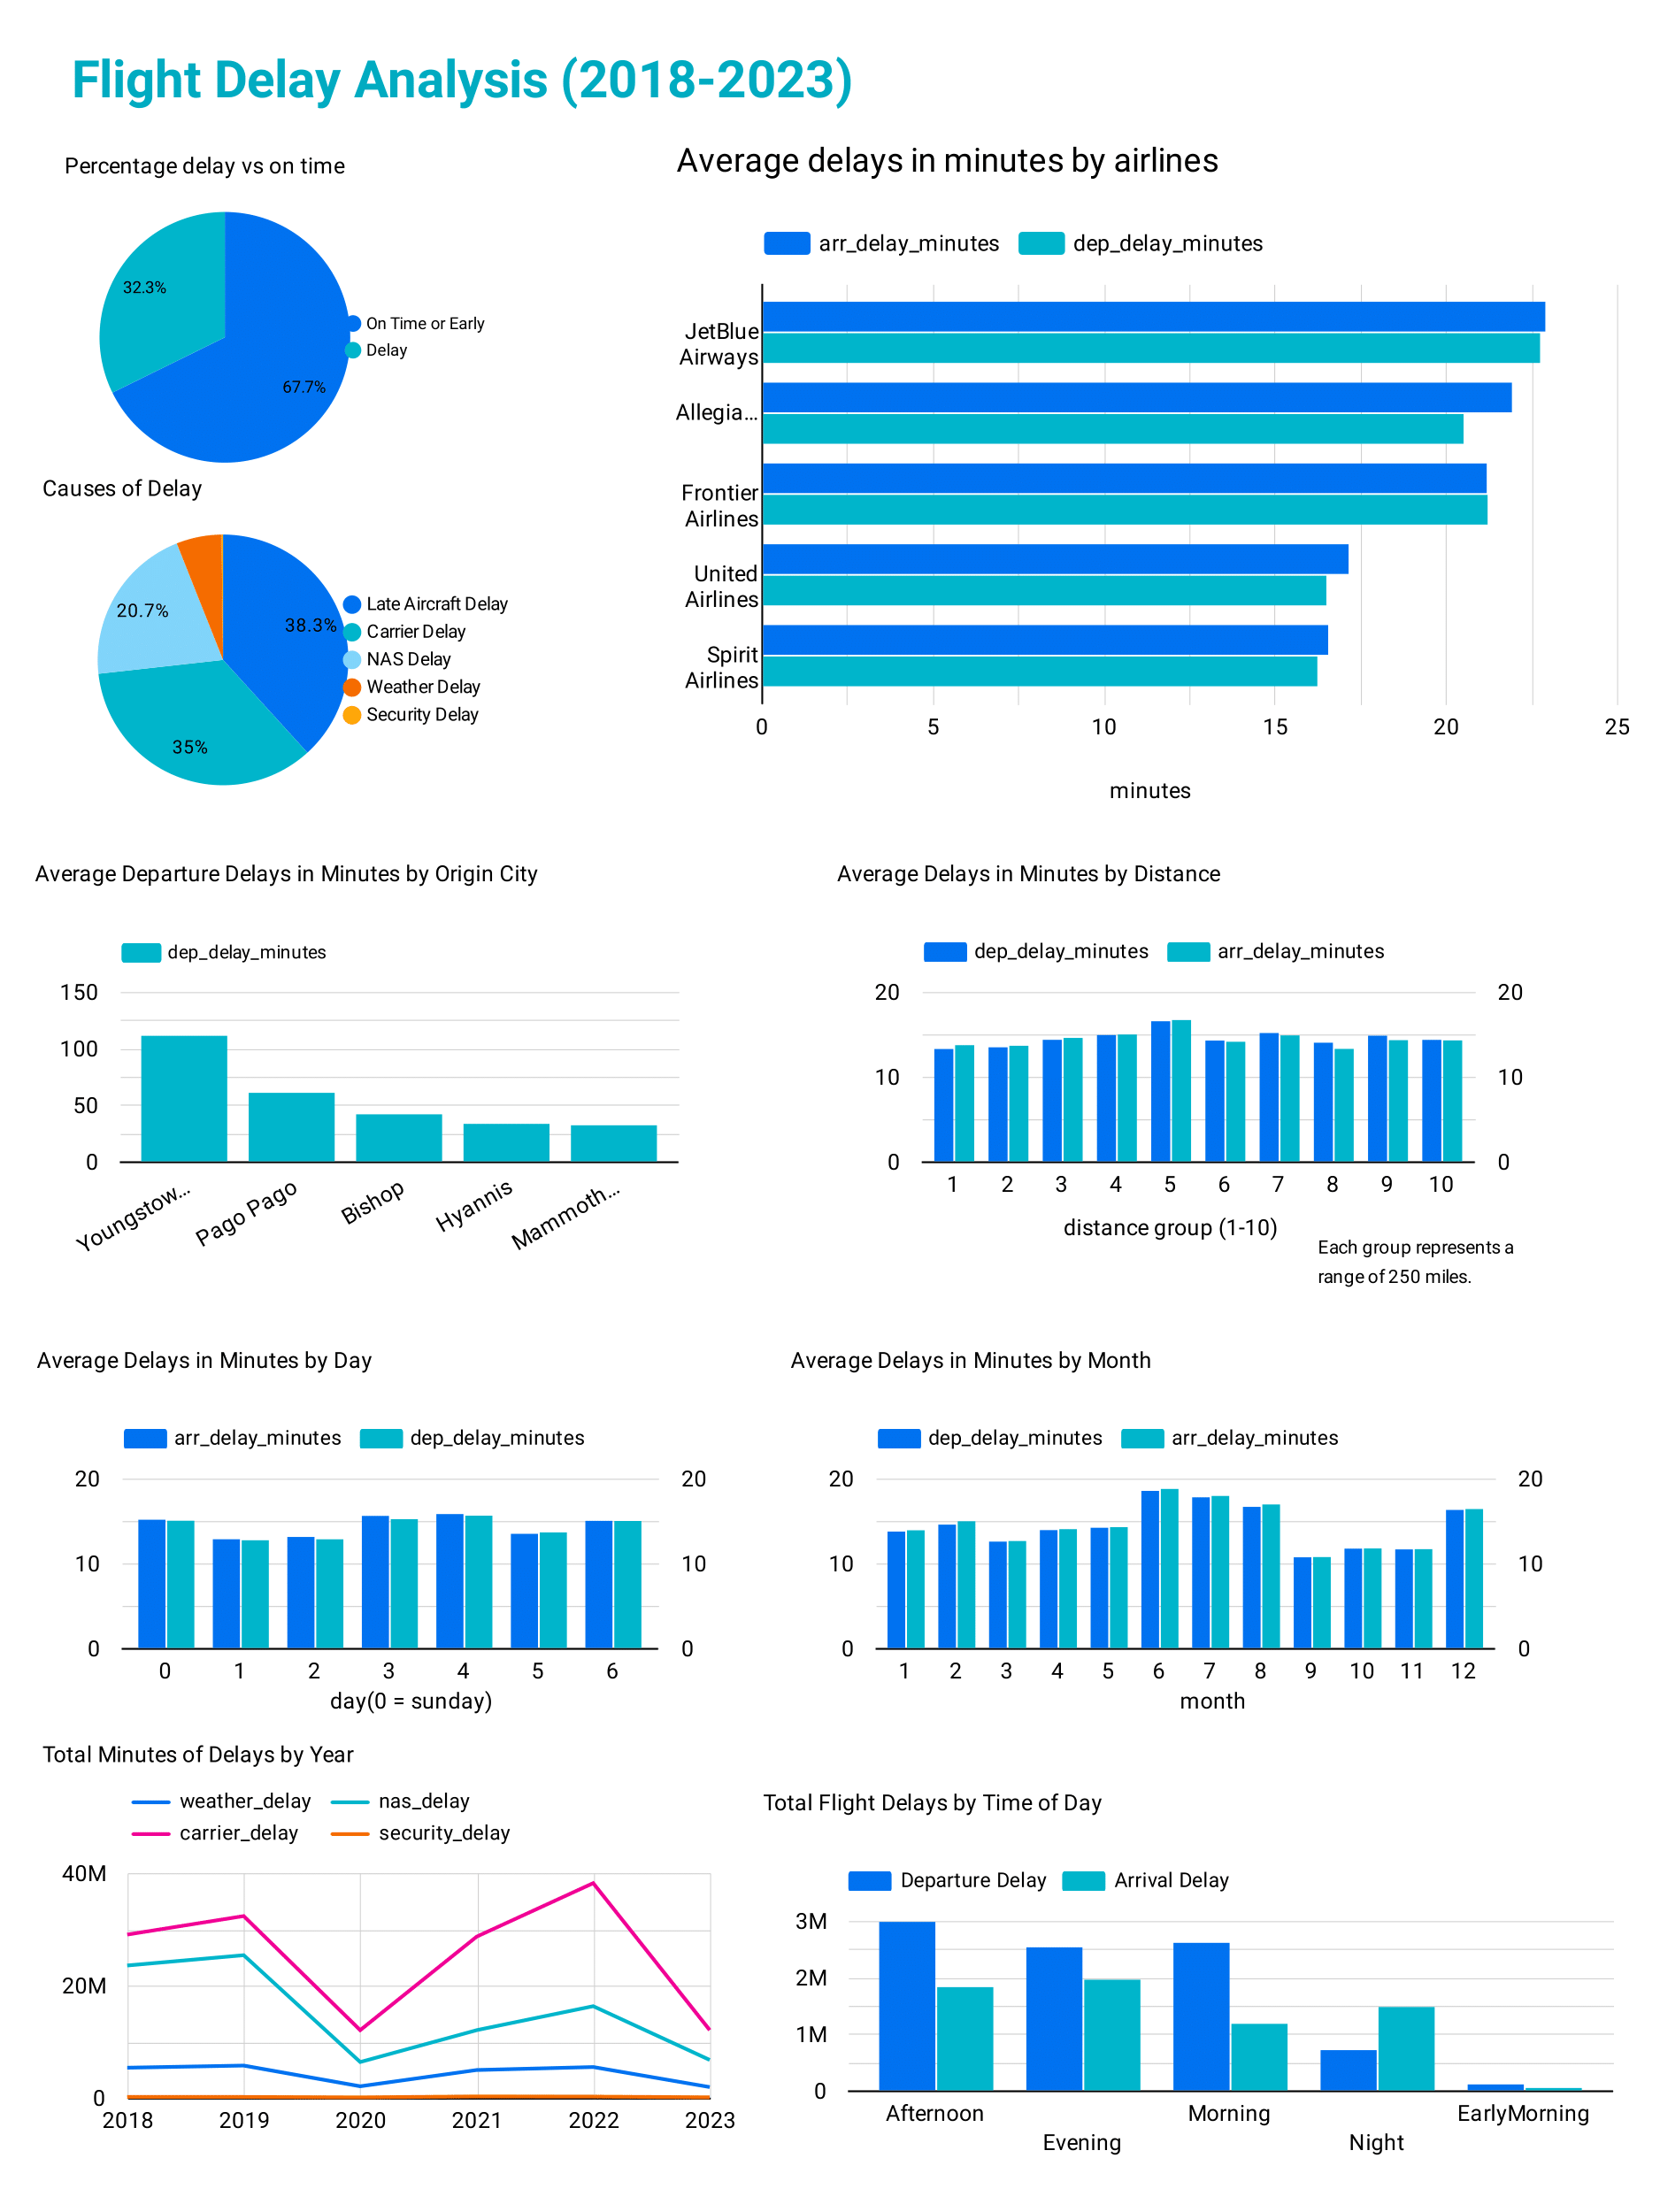 Flight Delay Analysis (2018-2023)
Percentage delay vs on time
32.3%
67.7%
On Time or Early
Delay
Causes of Delay
20.7%
38.3%
35%
Late Aircraft Delay
Carrier Delay
NAS Delay
Weather Delay
Security Delay
Average delays in minutes by airlines
arr_delay_minutes dep_delay_minutes
JetBlue
Airways
Allegia...
Frontier
Airlines
United
Airlines
Spirit
Airlines
0 5 10 15 20 25
minutes
Average Departure Delays in Minutes by Origin City
dep_delay_minutes
150
100
50
0
Youngstow... Pago Pago Bishop Hyannis Mammoth...
Average Delays in Minutes by Distance
dep_delay_minutes arr_delay_minutes
20 20
10 10
0 0
1 2 3 4 5 6 7 8 9 10
distance group (1-10)
Each group represents a
range of 250 miles.
Average Delays in Minutes by Day
arr_delay_minutes dep_delay_minutes
20 20
10 10
0 0
0 1 2 3 4 5 6
day(0 = sunday)
Average Delays in Minutes by Month
dep_delay_minutes arr_delay_minutes
20 20
10 10
0 0
1 2 3 4 5 6 7 8 9 10 11 12
month
Total Minutes of Delays by Year
weather_delay nas_delay
carrier_delay security_delay
40M
20M
0
2018 2019 2020 2021 2022 2023
Total Flight Delays by Time of Day
Departure Delay Arrival Delay
3M
2M
1M
0
Afternoon Morning EarlyMorning
Evening Night